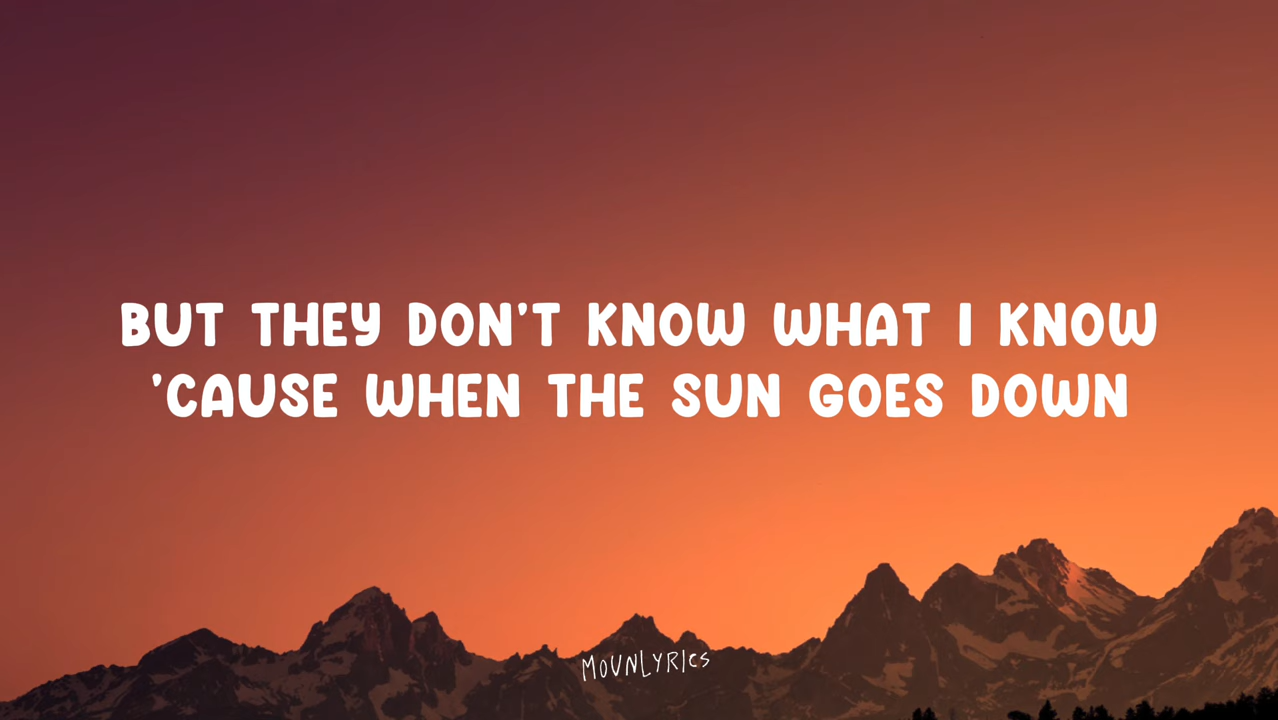 BUT THEY DON'T KNOW WHAT I KNOW
'CAUSE WHEN THE SUN GOES DOWN
MOUNLYRICS